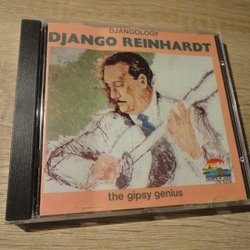 DJANGOLOGY
DJANGO REINHARDT
the gipsy genius